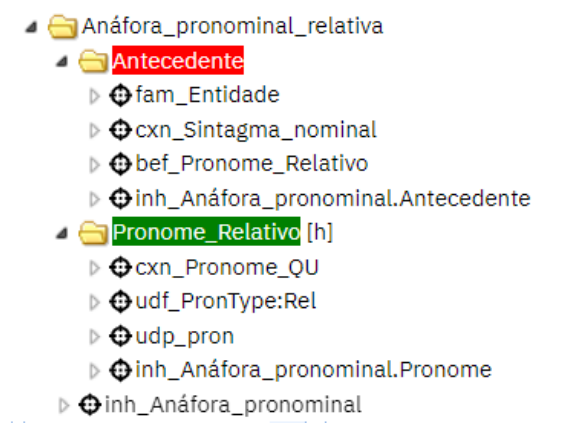 Anáfora_pronominal_relativa
Antecedente
fam_Entidade
cxn_Sintagma_nominal
bef_Pronome_Relativo
inh_Anáfora_pronominal.Antecedente
Pronome_Relativo [h]
cxn_Pronome_QU
udf_PronType:Rel
udp_pron
inh_Anáfora_pronominal.Pronome
inh_Anáfora_pronominal